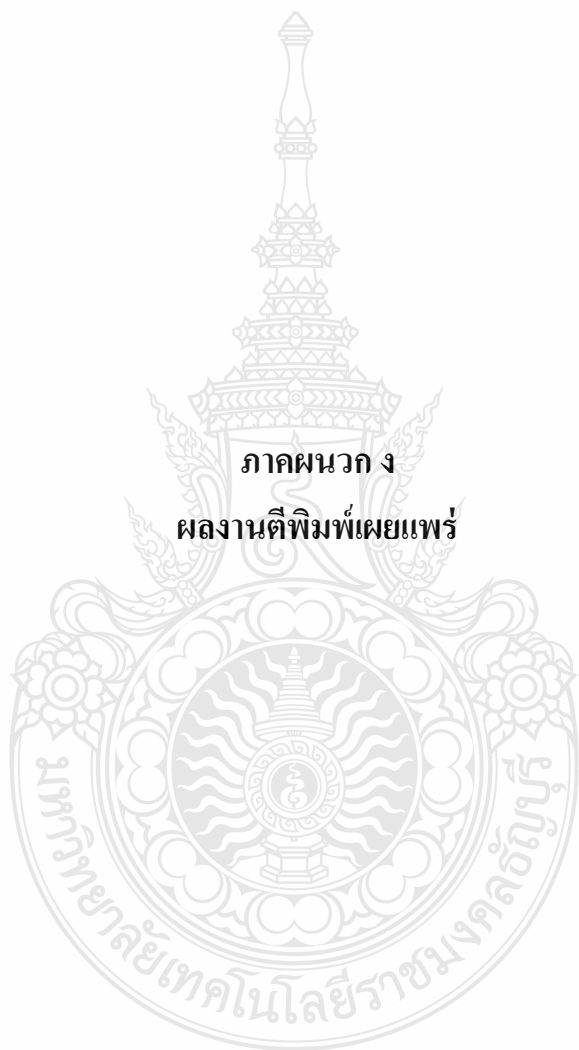 ภาคผนวก ง
ผลงานตีพิมพ์เผยแพร่
มหาวิทยาลัยเทคโนโลยีราชมงคลธัญบุรี